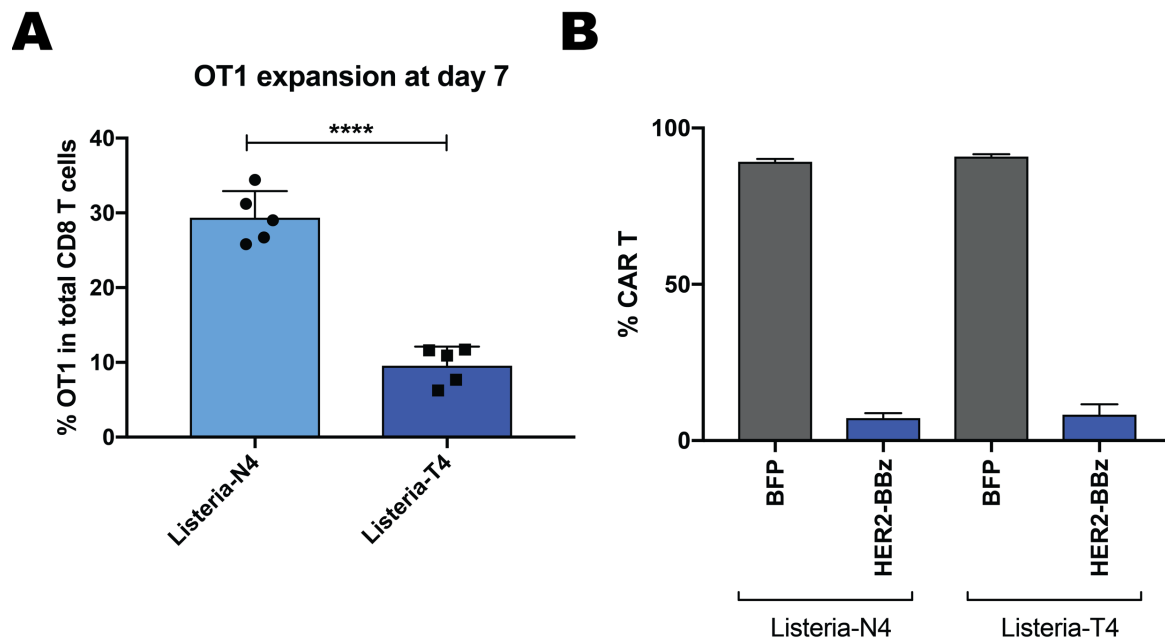 A
OT1 expansion at day 7
****
% OT1 in total CD8 T cells
40
30
20
10
0
Listeria-N4
Listeria-T4
B
% CAR T
100
50
0
BFP
HER2-BBz
BFP
HER2-BBz
Listeria-N4
Listeria-T4